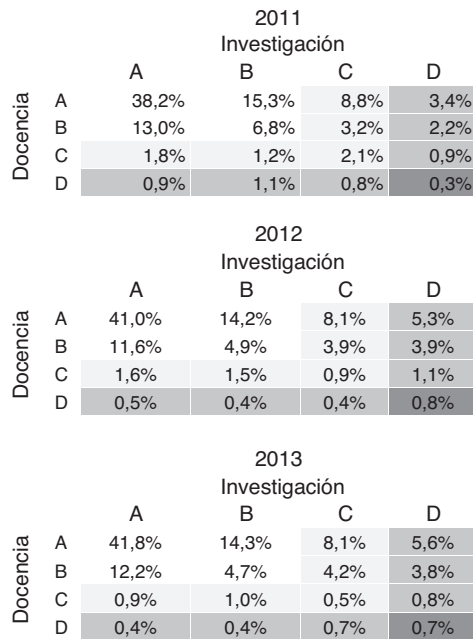 2011
Investigación
A B C D
Docencia
A 38,2% 15,3% 8,8% 3,4%
B 13,0% 6,8% 3,2% 2,2%
C 1,8% 1,2% 2,1% 0,9%
D 0,9% 1,1% 0,8% 0,3%
2012
Investigación
A B C D
Docencia
A 41,0% 14,2% 8,1% 5,3%
B 11,6% 4,9% 3,9% 3,9%
C 1,6% 1,5% 0,9% 1,1%
D 0,5% 0,4% 0,4% 0,8%
2013
Investigación
A B C D
Docencia
A 41,8% 14,3% 8,1% 5,6%
B 12,2% 4,7% 4,2% 3,8%
C 0,9% 1,0% 0,5% 0,8%
D 0,4% 0,4% 0,7% 0,7%